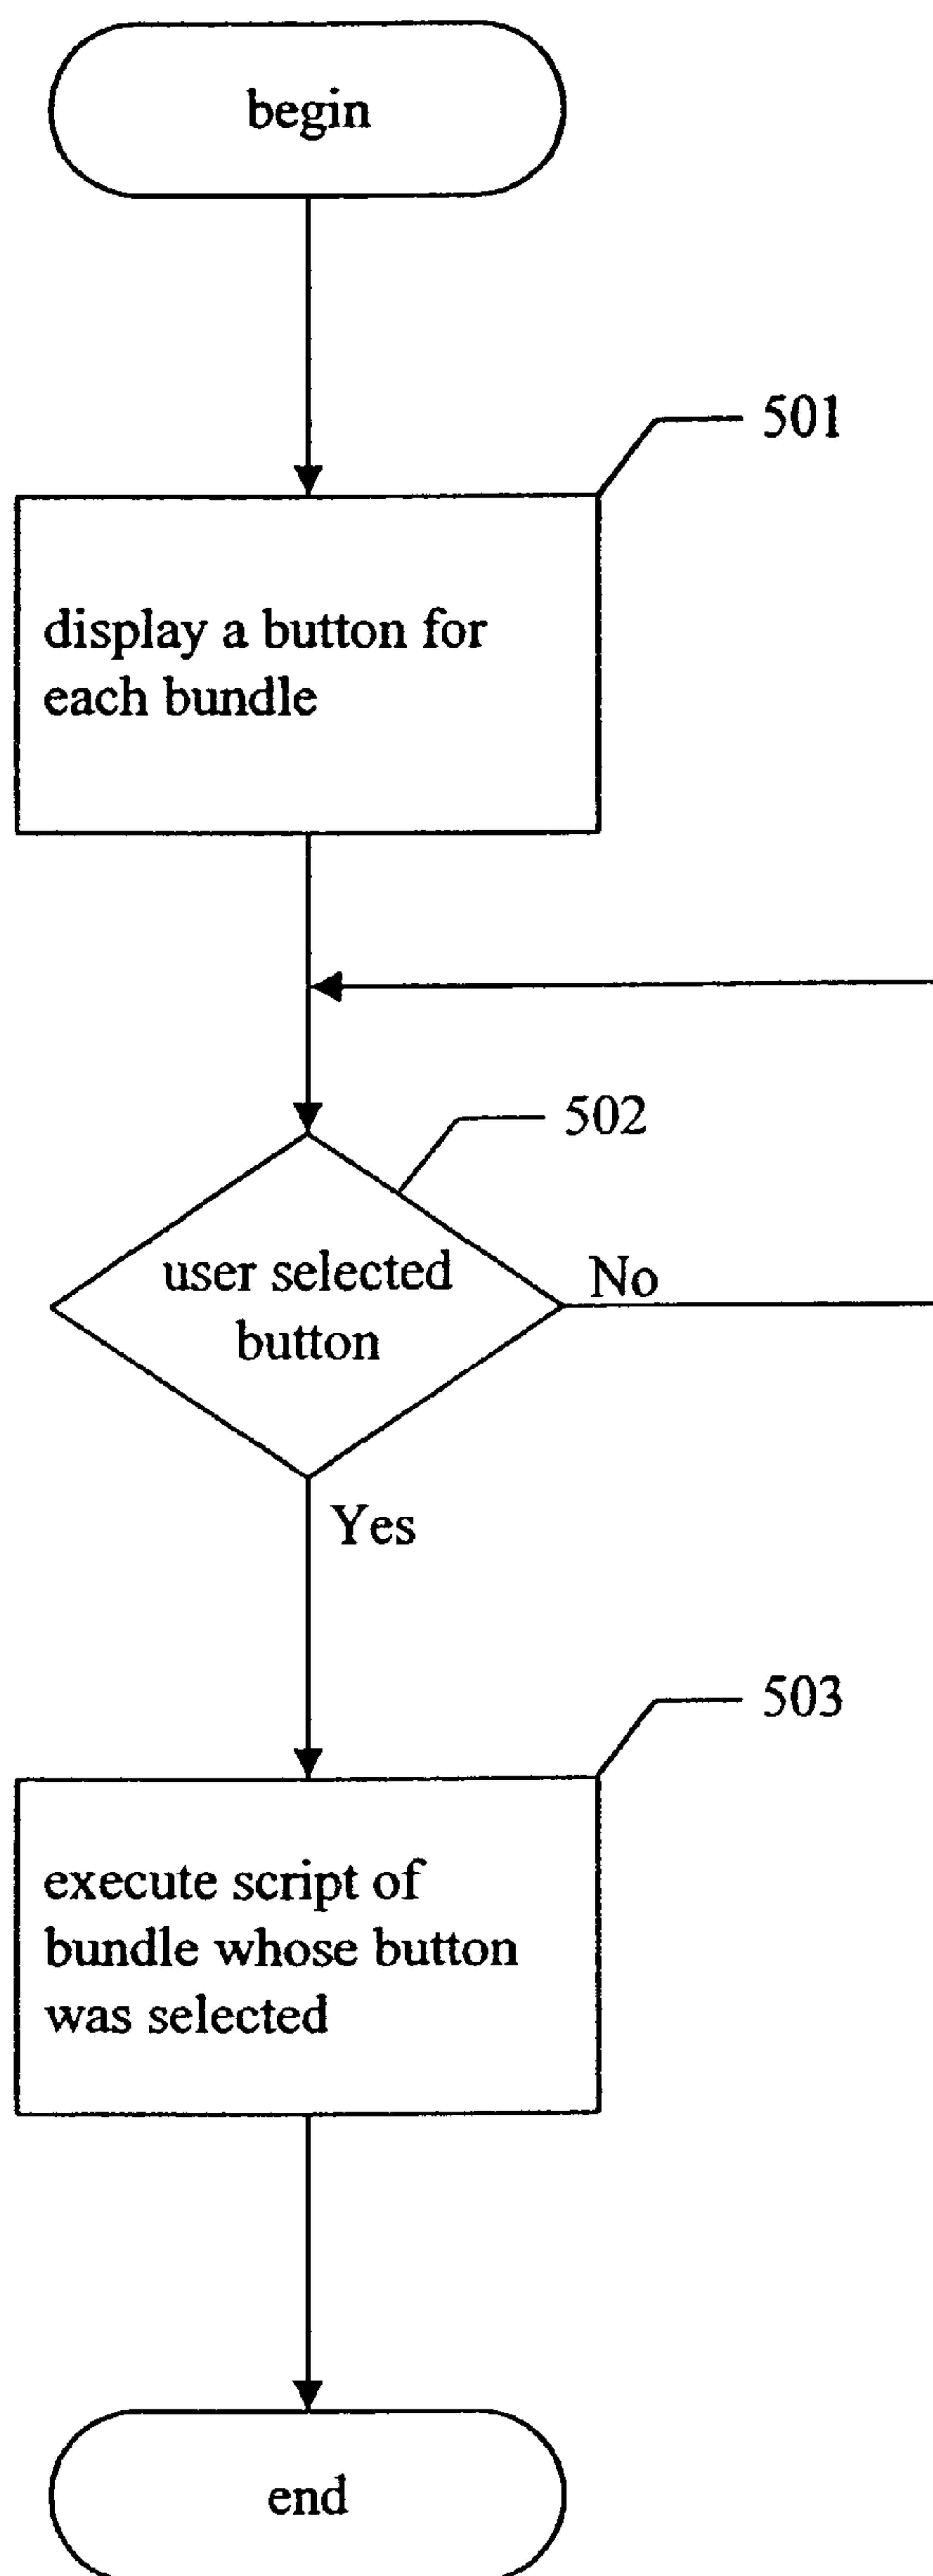 begin
501
display a button for
each bundle
502
user selected
button
No
Yes
503
execute script of
bundle whose button
was selected
end